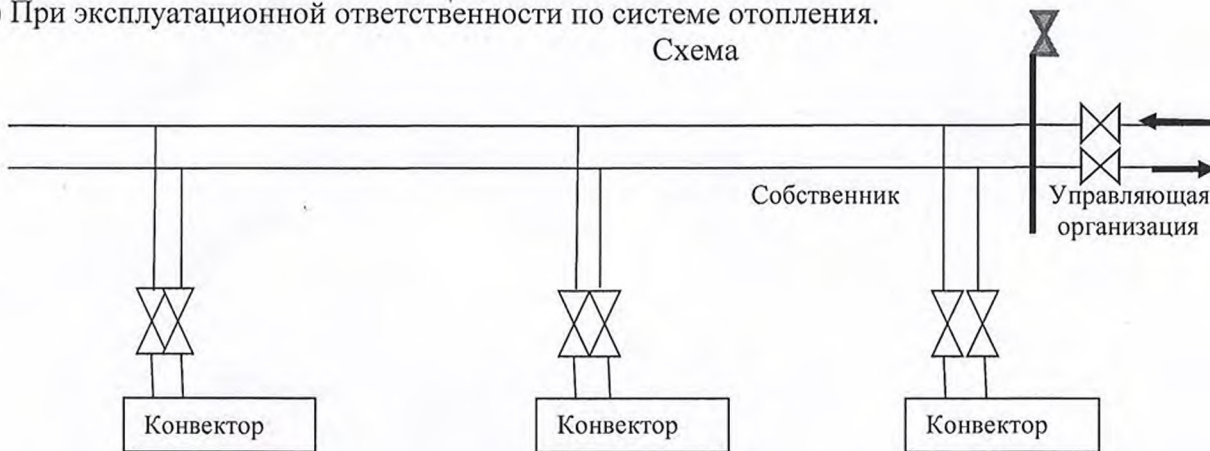 При эксплуатационной ответственности по системе отопления.
Схема
Собственник
Управляющая
организация
Конвектор
Конвектор
Конвектор